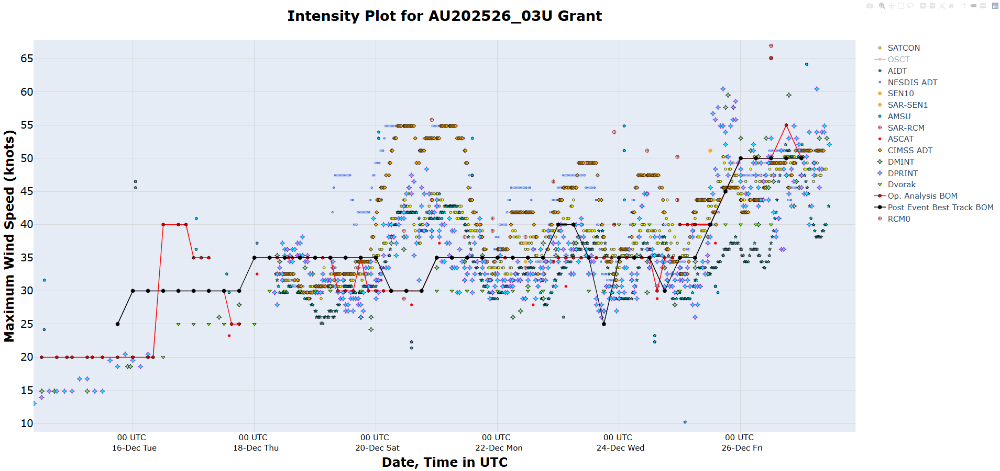 Intensity Plot for AU202526_03U Grant
Maximum Wind Speed (knots)
65
60
55
50
45
40
35
30
25
20
15
10
00 UTC
16-Dec Tue
00 UTC
18-Dec Thu
00 UTC
20-Dec Sat
00 UTC
22-Dec Mon
00 UTC
24-Dec Wed
00 UTC
26-Dec Fri
Date, Time in UTC
SATCON
OSCT
AIDT
NESDIS ADT
SEN10
SAR-SEN1
AMSU
SAR-RCM
ASCAT
CIMSS ADT
DMINT
DPRINT
Dvorak
Op. Analysis BOM
Post Event Best Track BOM
RCM0